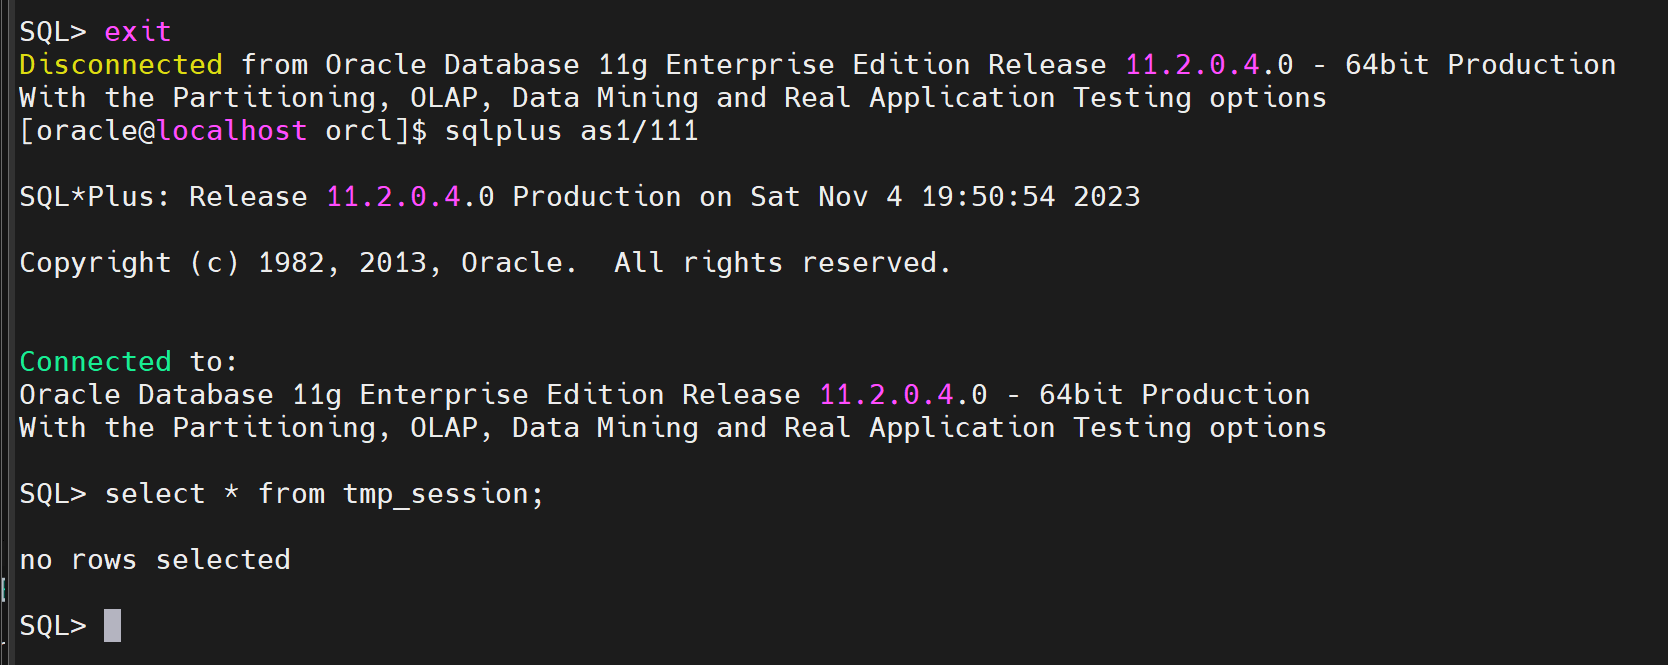 SQL> exit
Disconnected from Oracle Database 11g Enterprise Edition Release 11.2.0.4.0 - 64bit Production
With the Partitioning, OLAP, Data Mining and Real Application Testing options
[oracle@localhost orcl]$ sqlplus as1/111
SQL*Plus: Release 11.2.0.4.0 Production on Sat Nov 4 19:50:54 2023
Copyright (c) 1982, 2013, Oracle.  All rights reserved.
Connected to:
Oracle Database 11g Enterprise Edition Release 11.2.0.4.0 - 64bit Production
With the Partitioning, OLAP, Data Mining and Real Application Testing options
SQL> select * from tmp_session;
no rows selected
SQL>